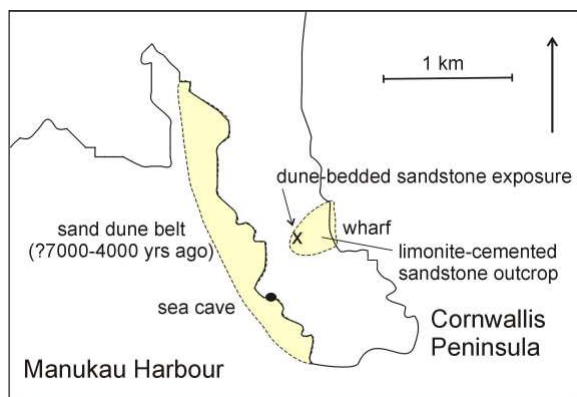 1 km
dune-bedded sandstone exposure
wharf
sand dune belt
(?7000-4000 yrs ago)
limonite-cemented
sandstone outcrop
x
sea cave
Cornwallis
Peninsula
Manukau Harbour